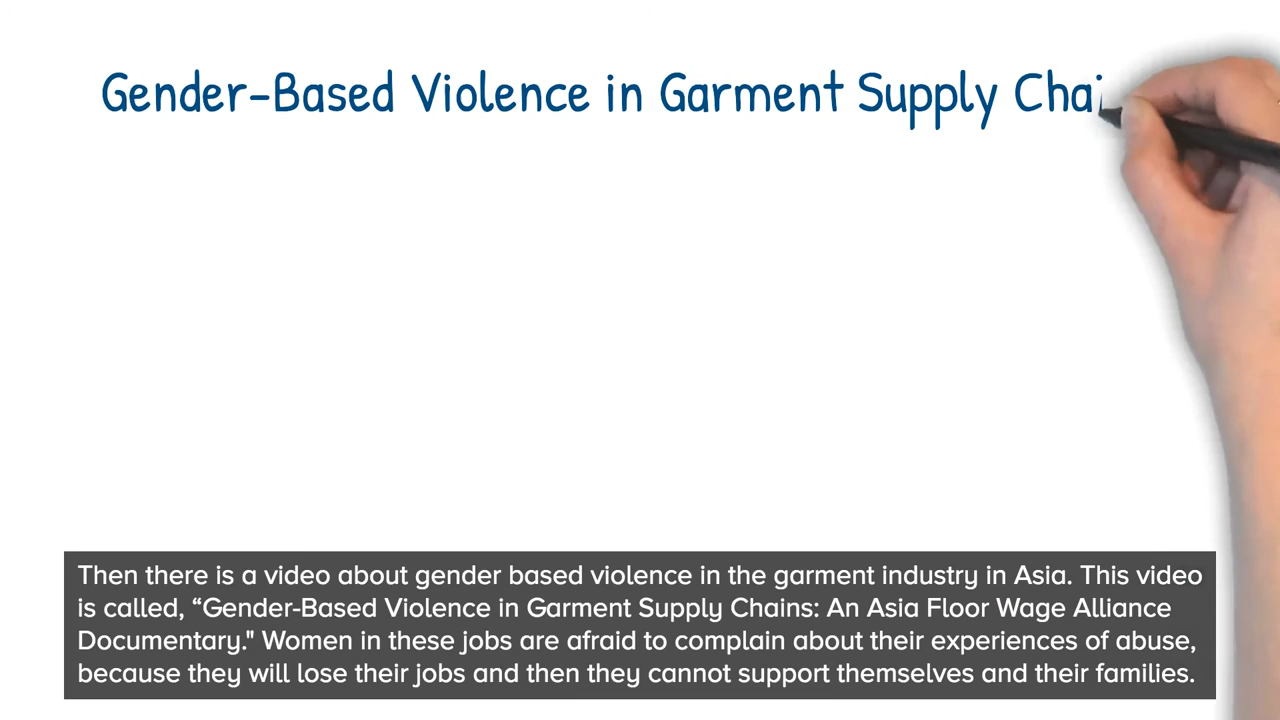 Gender-Based Violence in Garment Supply Chai
Then there is a video about gender based violence in the garment industry in Asia. This video
is called, “Gender-Based Violence in Garment Supply Chains: An Asia Floor Wage Alliance
Documentary." Women in these jobs are afraid to complain about their experiences of abuse,
because they will lose their jobs and then they cannot support themselves and their families.